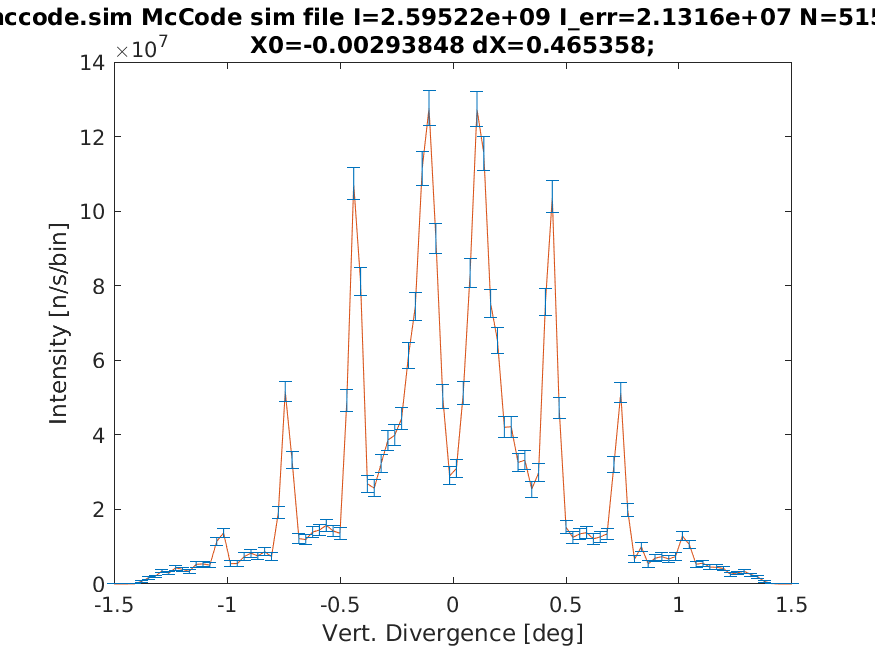 accode.sim McCode sim file I=2.59522e+09 I_err=2.1316e+07 N=515
X0=-0.00293848 dX=0.465358;
×10^7
14
12
10
8
6
4
2
0
Intensity [n/s/bin]
-1.5 -1 -0.5 0 0.5 1 1.5
Vert. Divergence [deg]